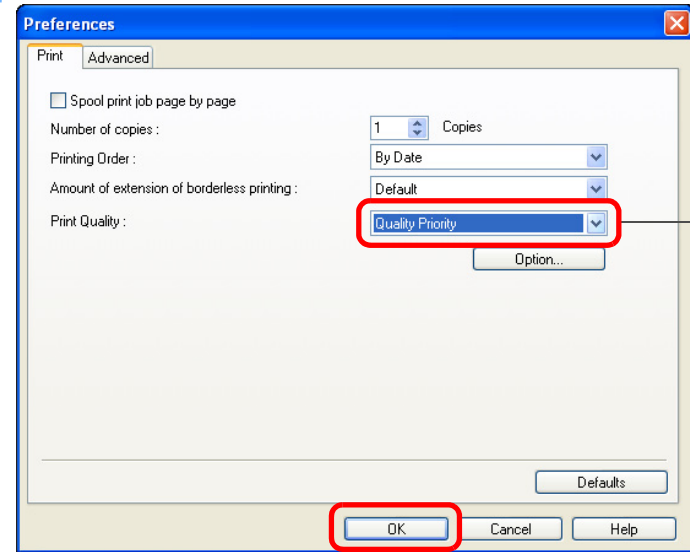 Preferences
Print Advanced
Spool print job page by page
Number of copies : 1 Copies
Printing Order : By Date
Amount of extension of borderless printing : Default
Print Quality : Quality Priority
Option...
Defaults
OK Cancel Help